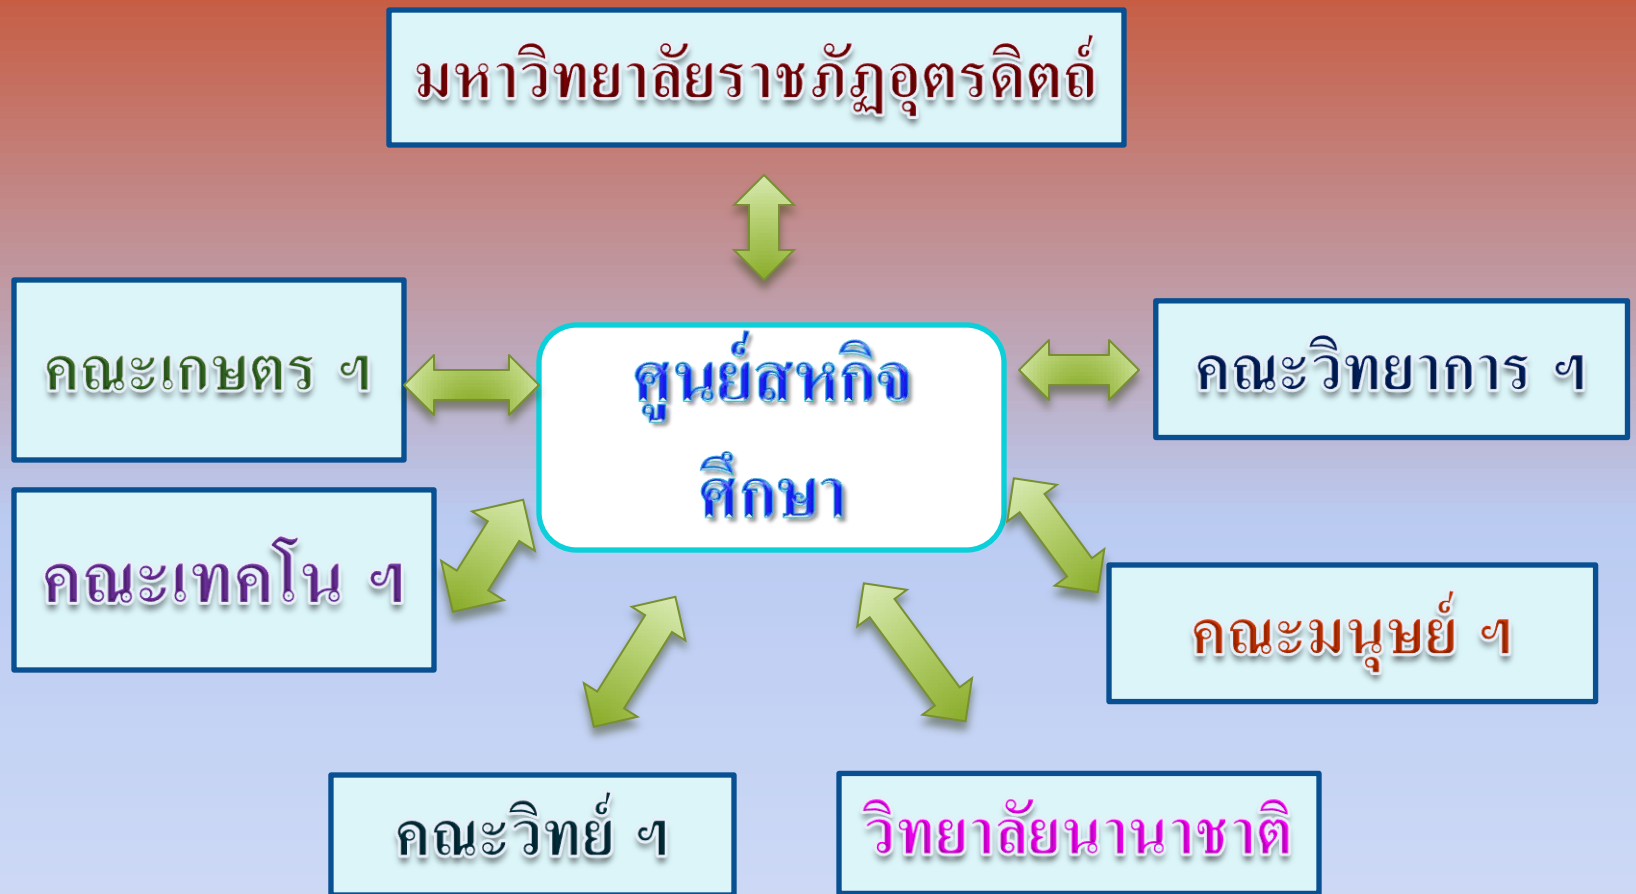 มหาวิทยาลัยราชภัฏอุตรดิตถ์
คณะเกษตร ฯ
ศูนย์สหกิจ
ศึกษา
คณะวิทยาการ ฯ
คณะเทคโน ฯ
คณะมนุษย์ ฯ
คณะวิทย์ ฯ
วิทยาลัยนานาชาติ